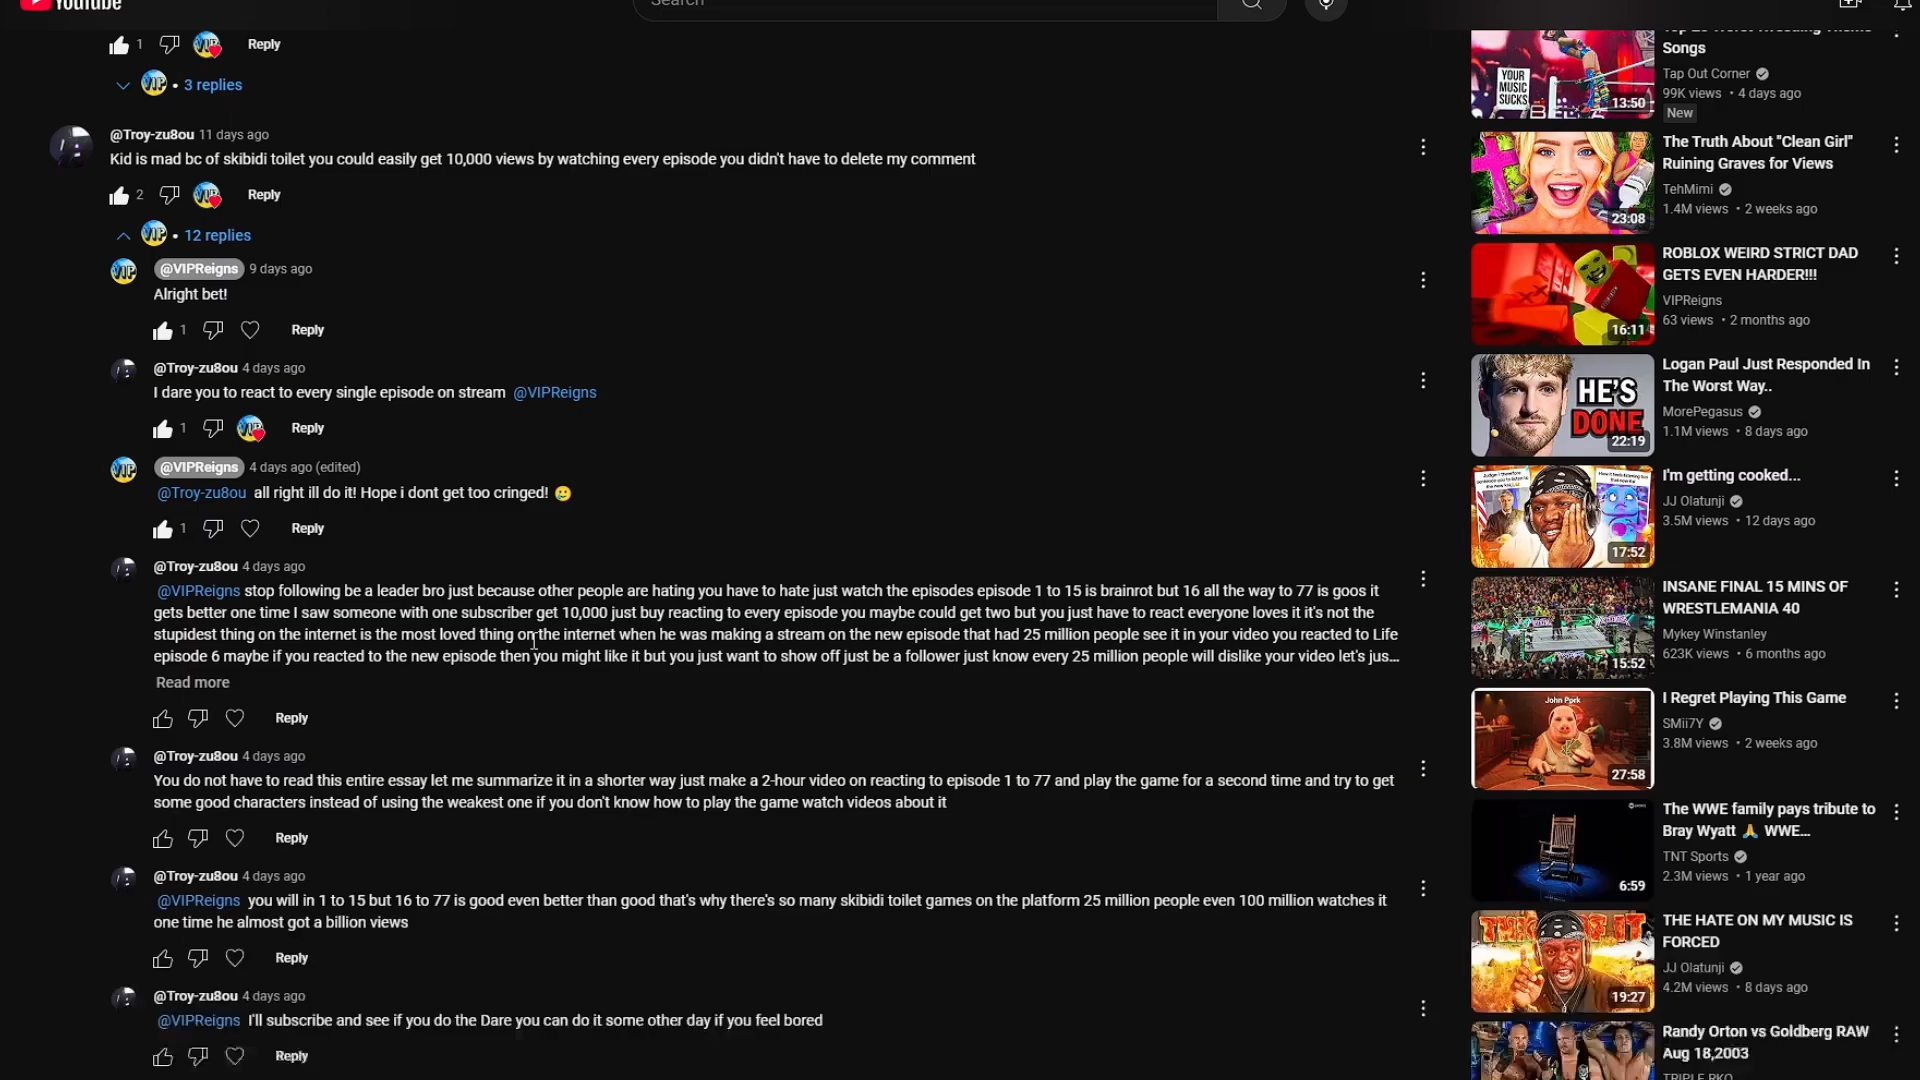 YouTube
Search
1 Reply
3 replies
@Troy-zu8ou 11 days ago
Kid is mad bc of skibidi toilet you could easily get 10,000 views by watching every episode you didn't have to delete my comment
2 Reply
12 replies
@VIPReigns 9 days ago
Alright bet!
1 Reply
@Troy-zu8ou 4 days ago
I dare you to react to every single episode on stream @VIPReigns
1 Reply
@VIPReigns 4 days ago (edited)
@Troy-zu8ou all right ill do it! Hope i dont get too cringed! 🥲
1 Reply
@Troy-zu8ou 4 days ago
@VIPReigns stop following be a leader bro just because other people are hating you have to hate just watch the episodes episode 1 to 15 is brainrot but 16 all the way to 77 is goos it
gets better one time I saw someone with one subscriber get 10,000 just buy reacting to every episode you maybe could get two but you just have to react everyone loves it it's not the
stupidest thing on the internet is the most loved thing on the internet when he was making a stream on the new episode that had 25 million people see it in your video you reacted to Life
episode 6 maybe if you reacted to the new episode then you might like it but you just want to show off just be a follower just know every 25 million people will dislike your video let's jus...
Read more
Reply
@Troy-zu8ou 4 days ago
You do not have to read this entire essay let me summarize it in a shorter way just make a 2-hour video on reacting to episode 1 to 77 and play the game for a second time and try to get
some good characters instead of using the weakest one if you don't know how to play the game watch videos about it
Reply
@Troy-zu8ou 4 days ago
@VIPReigns you will in 1 to 15 but 16 to 77 is good even better than good that's why there's so many skibidi toilet games on the platform 25 million people even 100 million watches it
one time he almost got a billion views
Reply
@Troy-zu8ou 4 days ago
@VIPReigns I'll subscribe and see if you do the Dare you can do it some other day if you feel bored
Reply
Songs
Tap Out Corner
99K views • 4 days ago
New
YOUR
MUSIC
SUCKS
13:50
The Truth About "Clean Girl"
Ruining Graves for Views
TehMimi
1.4M views • 2 weeks ago
23:08
ROBLOX WEIRD STRICT DAD
GETS EVEN HARDER!!!
VIPReigns
63 views • 2 months ago
16:11
Logan Paul Just Responded In
The Worst Way..
MorePegasus
1.1M views • 8 days ago
HE'S
DONE
22:19
I'm getting cooked...
JJ Olatunji
3.5M views • 12 days ago
17:52
INSANE FINAL 15 MINS OF
WRESTLEMANIA 40
Mykey Winstanley
623K views • 6 months ago
15:52
I Regret Playing This Game
SMii7Y
3.8M views • 2 weeks ago
John Pork
27:58
The WWE family pays tribute to
Bray Wyatt 🙏 WWE...
TNT Sports
2.3M views • 1 year ago
6:59
THE HATE ON MY MUSIC IS
FORCED
JJ Olatunji
4.2M views • 8 days ago
19:27
Randy Orton vs Goldberg RAW
Aug 18,2003
TRIPLE RKO